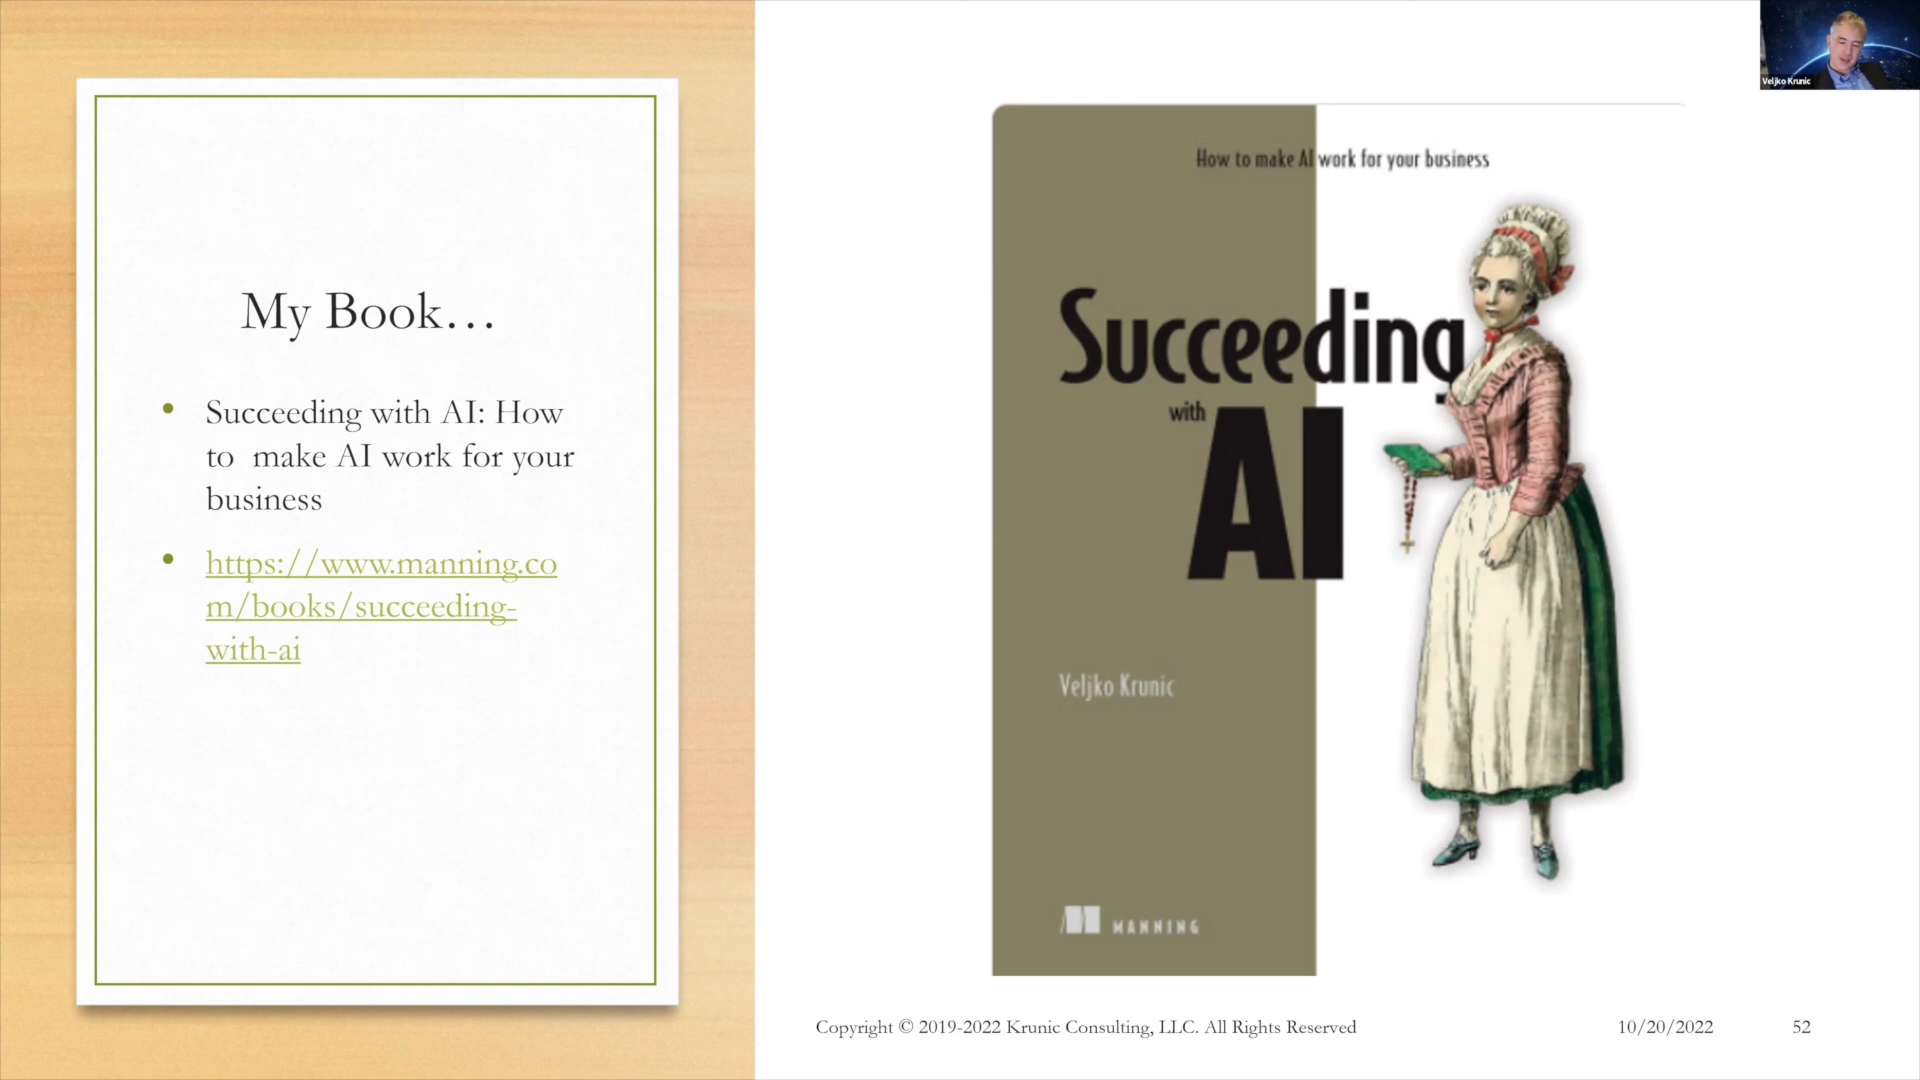 My Book…
• Succeeding with AI: How
to  make AI work for your
business
• https://www.manning.co
m/books/succeeding-
with-ai
How to make AI work for your business
Succeeding
with
AI
Veljko Krunic
MANNING
Veljko Krunic
Copyright © 2019-2022 Krunic Consulting, LLC. All Rights Reserved
10/20/2022
52